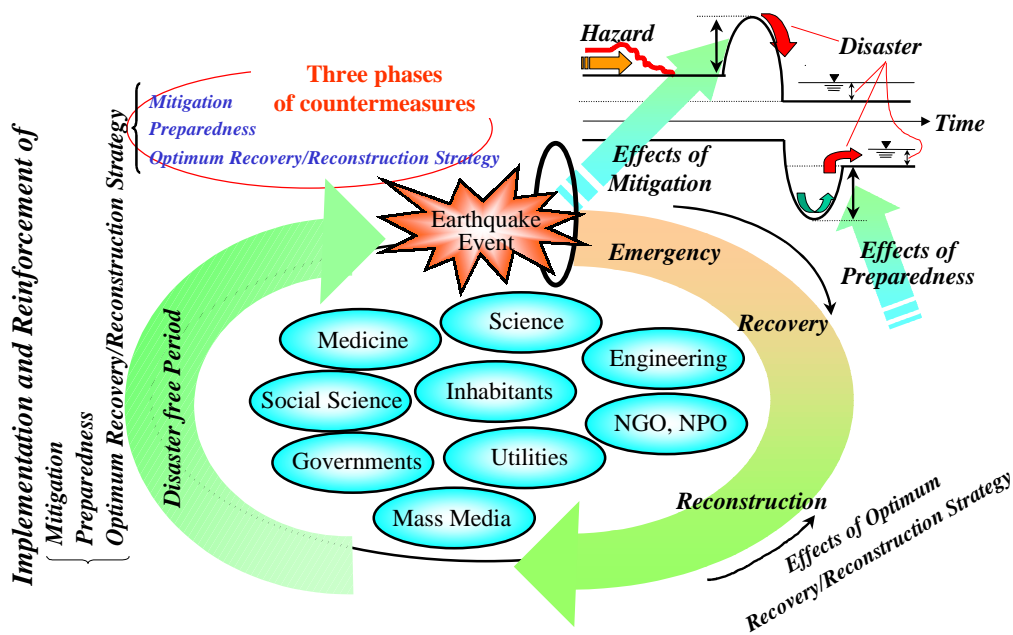 Hazard
Disaster
Time
Three phases
of countermeasures
Mitigation
Preparedness
Optimum Recovery/Reconstruction Strategy
Effects of
Mitigation
Effects of
Preparedness
Earthquake
Event
Emergency
Recovery
Reconstruction
Effects of Optimum
Recovery/Reconstruction Strategy
Disaster free Period
Implementation and Reinforcement of
Mitigation
Preparedness
Optimum Recovery/Reconstruction Strategy
Science
Medicine
Engineering
Inhabitants
Social Science
NGO, NPO
Governments
Utilities
Mass Media